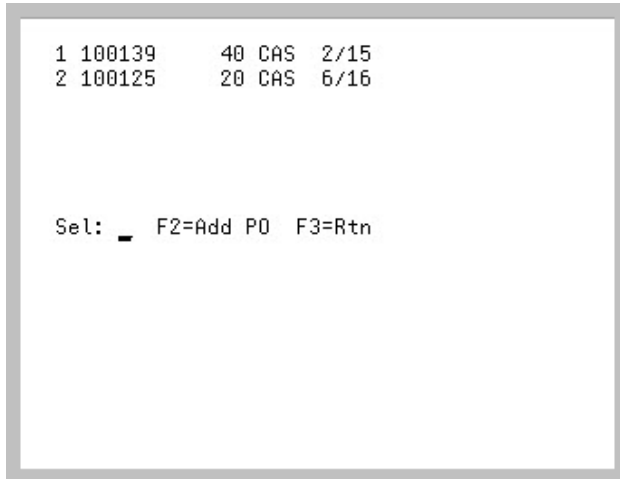 1 100139     40 CAS  2/15
2 100125     20 CAS  6/16
Sel: _  F2=Add PO  F3=Rtn